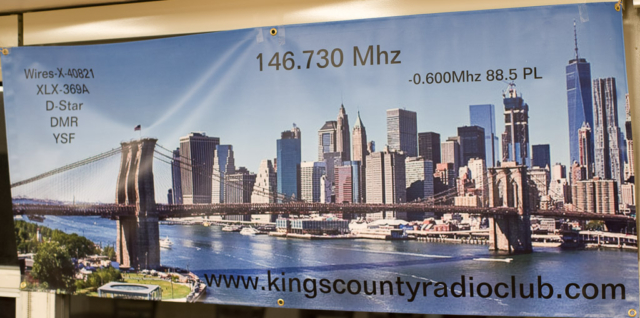 146.730 Mhz
-0.600Mhz 88.5 PL
Wires-X-40821
XLX-369A
D-Star
DMR
YSF
www.kingscountyradioclub.com